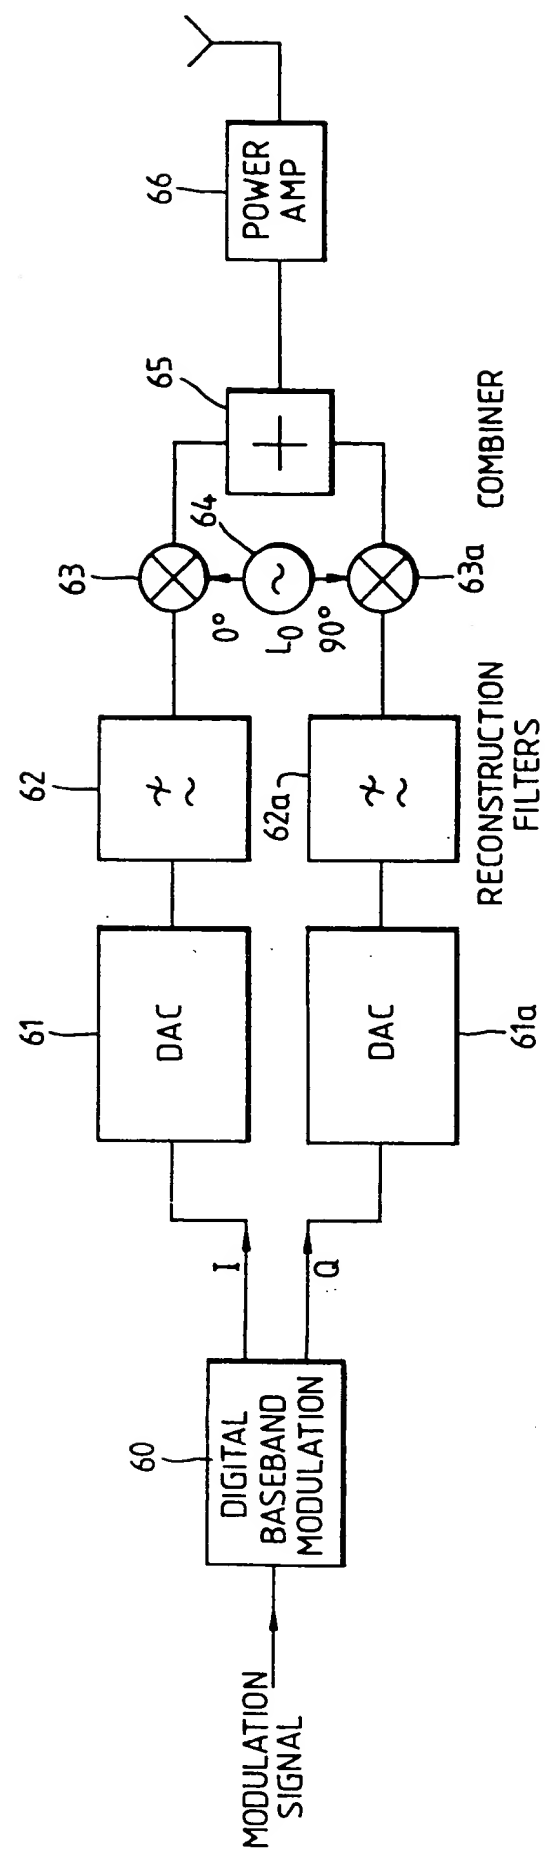 MODULATION
SIGNAL
60
DIGITAL
BASEBAND
MODULATION
I
Q
61
DAC
61a
DAC
62
62a
RECONSTRUCTION
FILTERS
63
0°
LO
90°
64
63a
65
COMBINER
66
POWER
AMP